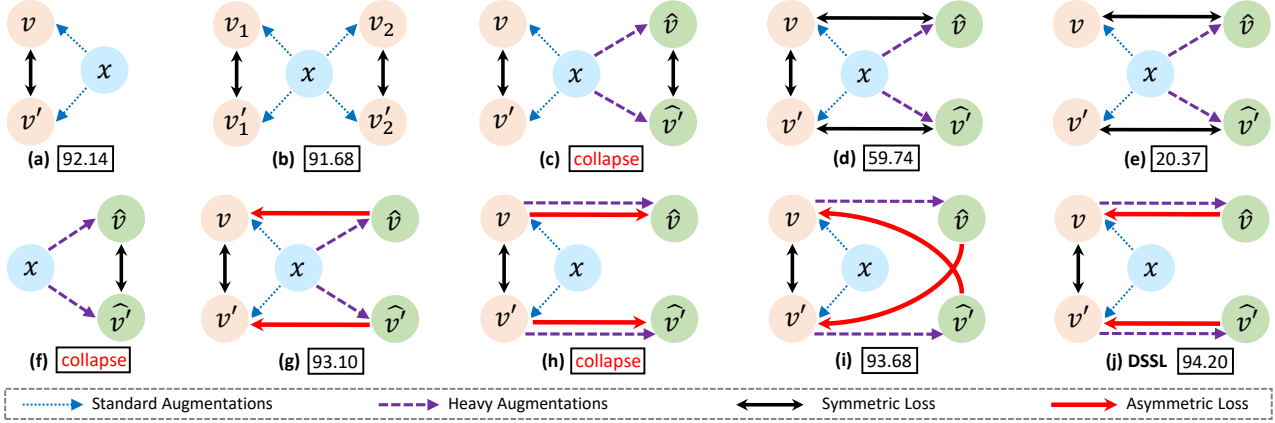 v v₁ v₂ v v̂ v v̂ v v̂
x x x x x
v′ v′₁ v′₂ v′ v̂′ v′ v̂′ v′ v̂′
(a) 92.14 (b) 91.68 (c) collapse (d) 59.74 (e) 20.37
v̂ v v̂ v v̂ v v̂ v v̂
x x x x x
v̂′ v′ v̂′ v′ v̂′ v′ v̂′ v′ v̂′
(f) collapse (g) 93.10 (h) collapse (i) 93.68 (j) DSSL 94.20
Standard Augmentations Heavy Augmentations Symmetric Loss Asymmetric Loss